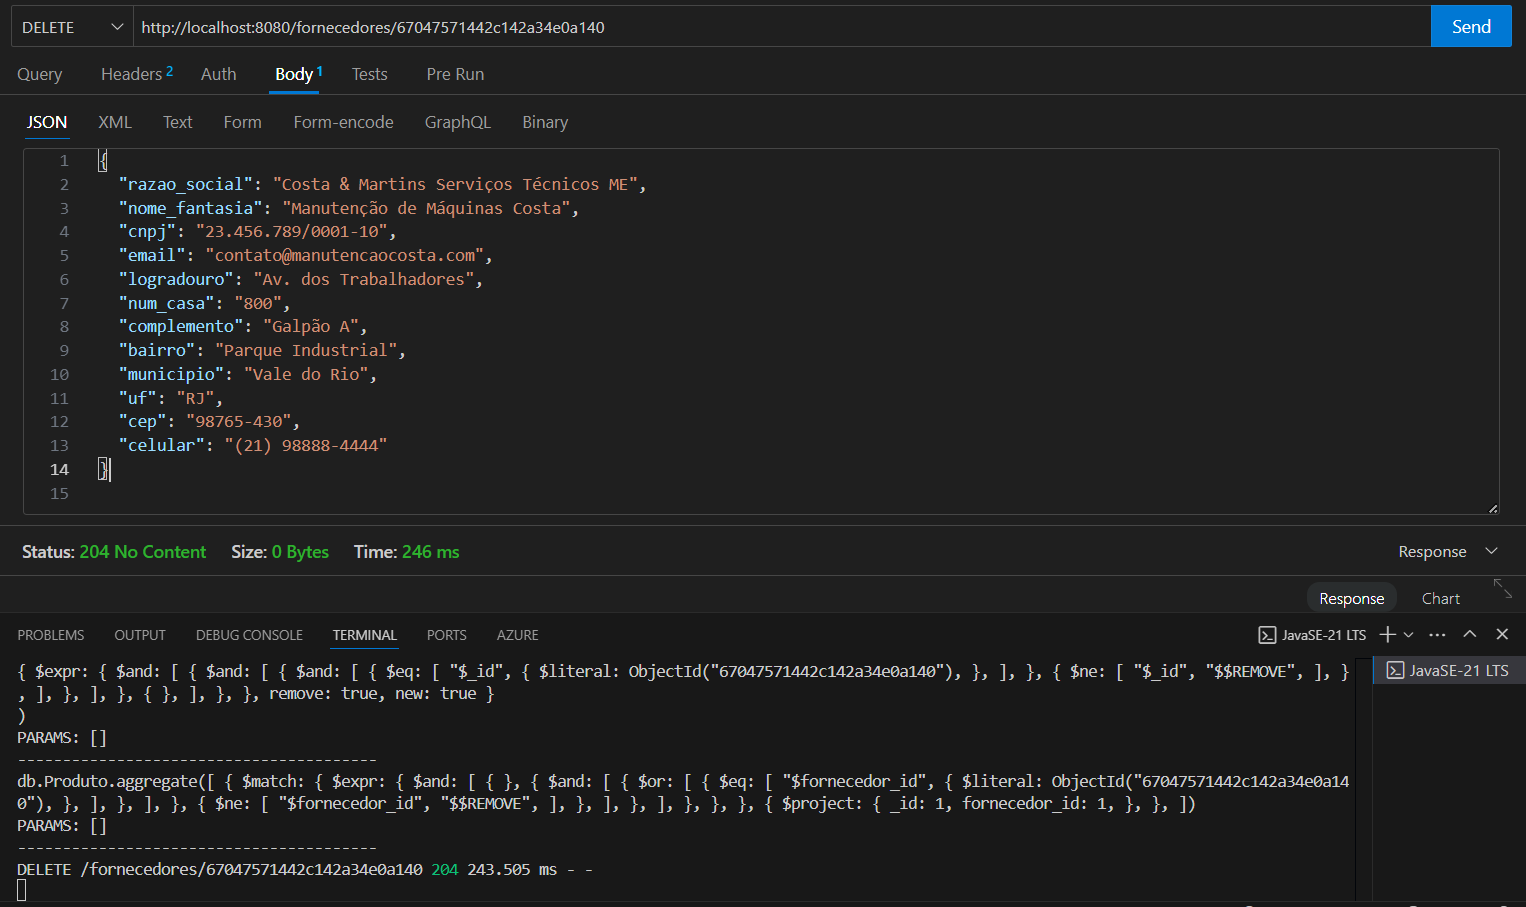 DELETE http://localhost:8080/fornecedores/67047571442c142a34e0a140 Send
Query Headers 2 Auth Body 1 Tests Pre Run
JSON XML Text Form Form-encode GraphQL Binary
1 {
2 "razao_social": "Costa & Martins Serviços Técnicos ME",
3 "nome_fantasia": "Manutenção de Máquinas Costa",
4 "cnpj": "23.456.789/0001-10",
5 "email": "contato@manutencaocosta.com",
6 "logradouro": "Av. dos Trabalhadores",
7 "num_casa": "800",
8 "complemento": "Galpão A",
9 "bairro": "Parque Industrial",
10 "municipio": "Vale do Rio",
11 "uf": "RJ",
12 "cep": "98765-430",
13 "celular": "(21) 98888-4444"
14 }
15
Status: 204 No Content Size: 0 Bytes Time: 246 ms Response
Response Chart
PROBLEMS OUTPUT DEBUG CONSOLE TERMINAL PORTS AZURE JavaSE-21 LTS
JavaSE-21 LTS
{ $expr: { $and: [ { $and: [ { $and: [ { $eq: [ "$_id", { $literal: ObjectId("67047571442c142a34e0a140"), }, ], }, { $ne: [ "$_id", "$$REMOVE", ], }
, ], }, ], }, { }, ], }, }, remove: true, new: true }
)
PARAMS: []
----------------------------------------
db.Produto.aggregate([ { $match: { $expr: { $and: [ { }, { $and: [ { $or: [ { $eq: [ "$fornecedor_id", { $literal: ObjectId("67047571442c142a34e0a14
0"), }, ], }, ], }, { $ne: [ "$fornecedor_id", "$$REMOVE", ], }, ], }, ], }, }, }, { $project: { _id: 1, fornecedor_id: 1, }, }, ])
PARAMS: []
----------------------------------------
DELETE /fornecedores/67047571442c142a34e0a140 204 243.505 ms - -